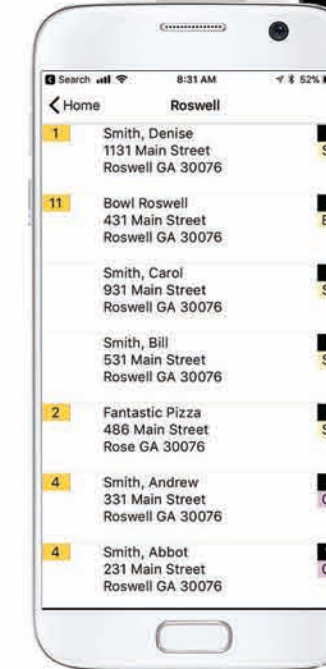 Search 8:31 AM 52%
Home Roswell
1 Smith, Denise
1131 Main Street
Roswell GA 30076
11 Bowl Roswell
431 Main Street
Roswell GA 30076
Smith, Carol
931 Main Street
Roswell GA 30076
Smith, Bill
531 Main Street
Roswell GA 30076
2 Fantastic Pizza
486 Main Street
Rose GA 30076
4 Smith, Andrew
331 Main Street
Roswell GA 30076
4 Smith, Abbot
231 Main Street
Roswell GA 30076